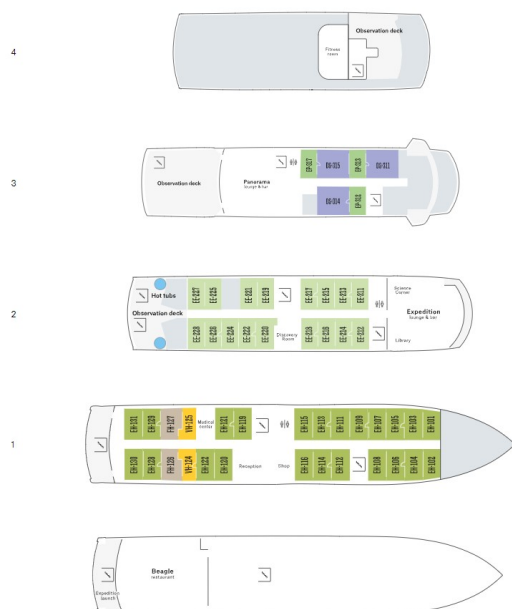 4
Fitness
room
Observation deck
3
Observation deck
Panorama
lounge & bar
EP-317
EU-315
EP-313
EU-311
EU-314
EP-312
2
Hot tubs
Observation deck
EE-227
EE-225
EE-221
EE-219
EE-217
EE-215
EE-213
EE-211
Science
Corner
Expedition
lounge & bar
EE-228
EE-226
EE-224
EE-222
EE-220
Discovery
Room
EE-218
EE-216
EE-214
EE-212
Library
1
EH-131
EH-129
FH-127
VH-125
Medical
center
EH-121
EH-119
EH-115
EH-113
EH-111
EH-109
EH-107
EH-105
EH-103
EH-101
EH-130
EH-128
FH-126
VH-124
EH-122
EH-120
Reception
Shop
EH-116
EH-114
EH-112
EH-108
EH-106
EH-104
EH-102
Beagle
restaurant
Expedition
launch